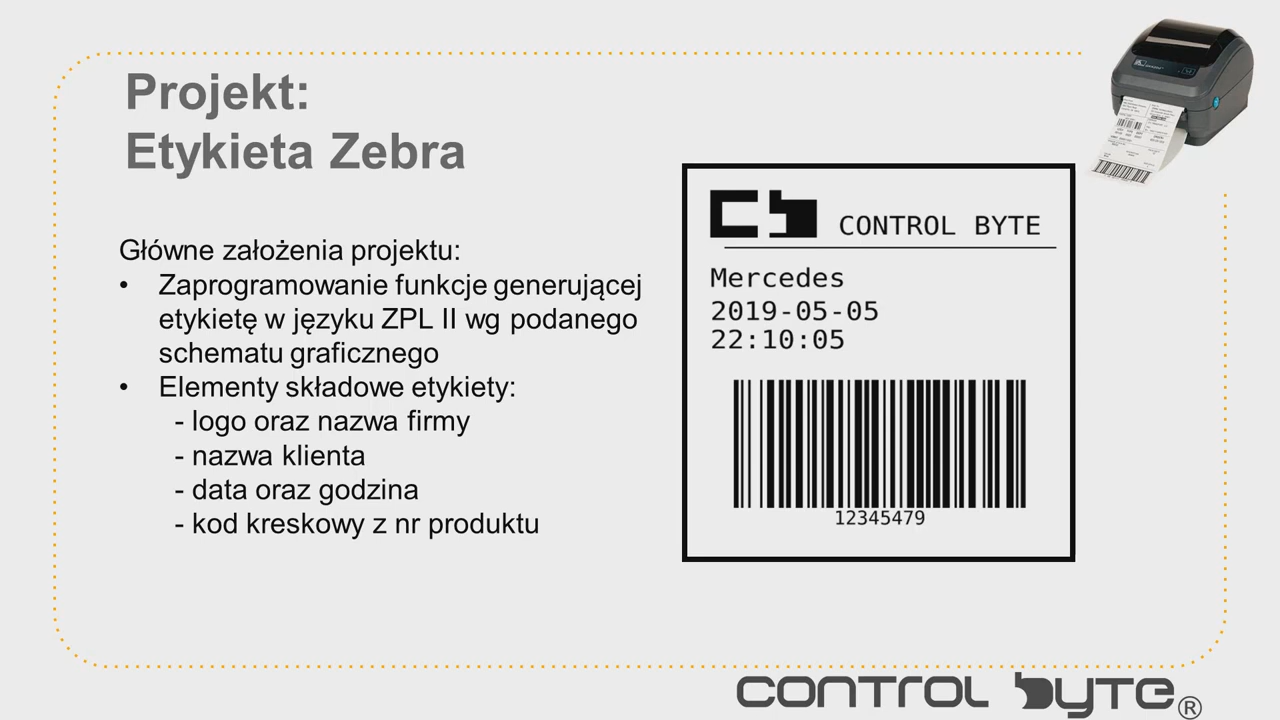 Projekt:
Etykieta Zebra
Główne założenia projektu:
• Zaprogramowanie funkcje generującej
etykietę w języku ZPL II wg podanego
schematu graficznego
• Elementy składowe etykiety:
- logo oraz nazwa firmy
- nazwa klienta
- data oraz godzina
- kod kreskowy z nr produktu
cb CONTROL BYTE
Mercedes
2019-05-05
22:10:05
12345479
control byte®